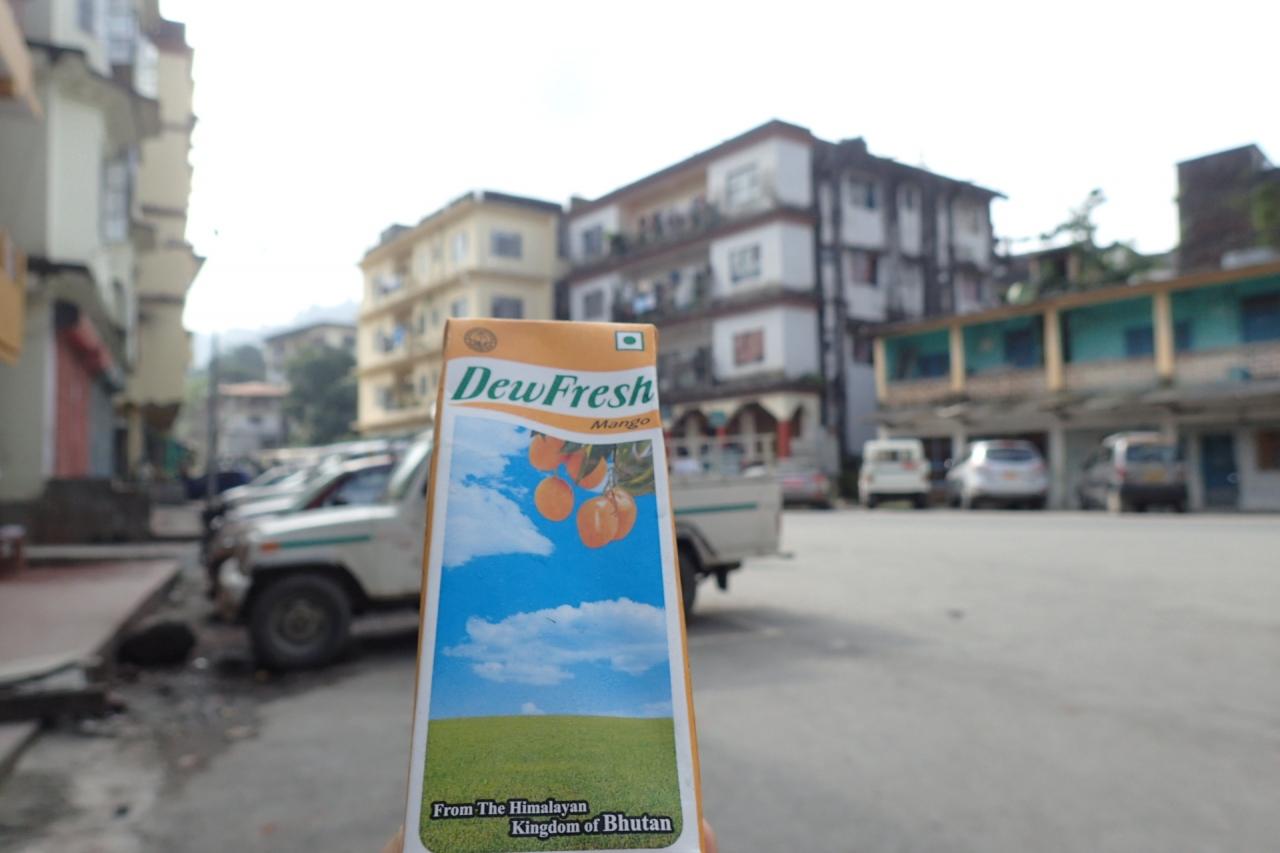 DewFresh
Mango
From The Himalayan
Kingdom of Bhutan